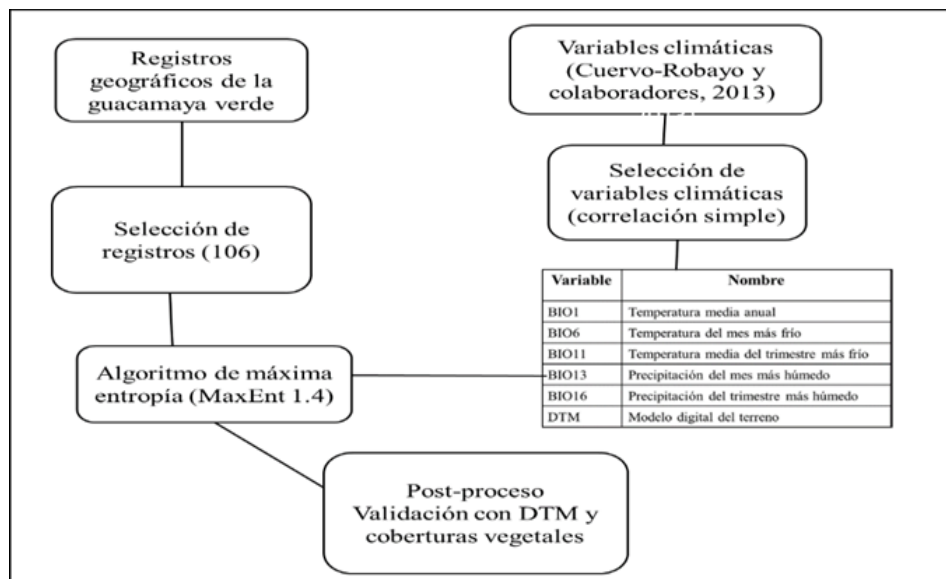 Registros
geográficos de la
guacamaya verde
Selección de
registros (106)
Algoritmo de máxima
entropía (MaxEnt 1.4)
Variables climáticas
(Cuervo-Robayo y
colaboradores, 2013)
Selección de
variables climáticas
(correlación simple)
Variable Nombre
BIO1 Temperatura media anual
BIO6 Temperatura del mes más frío
BIO11 Temperatura media del trimestre más frío
BIO13 Precipitación del mes más húmedo
BIO16 Precipitación del trimestre más húmedo
DTM Modelo digital del terreno
Post-proceso
Validación con DTM y
coberturas vegetales